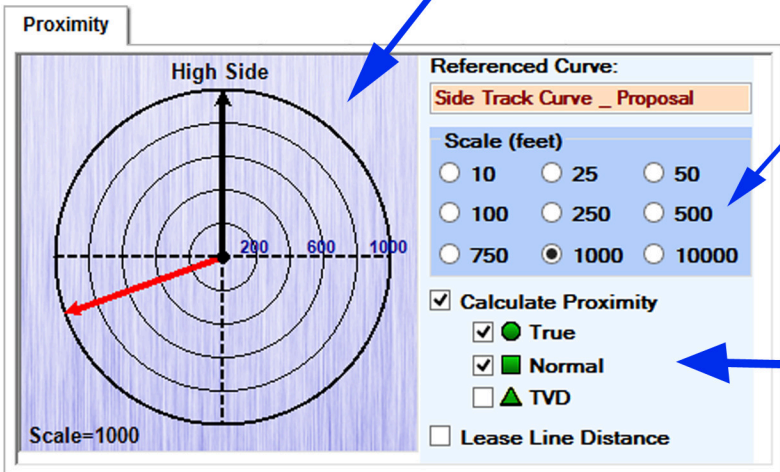 Proximity
High Side
200 600 1000
Scale=1000
Referenced Curve:
Side Track Curve _ Proposal
Scale (feet)
10 25 50
100 250 500
750 1000 10000
Calculate Proximity
True
Normal
TVD
Lease Line Distance